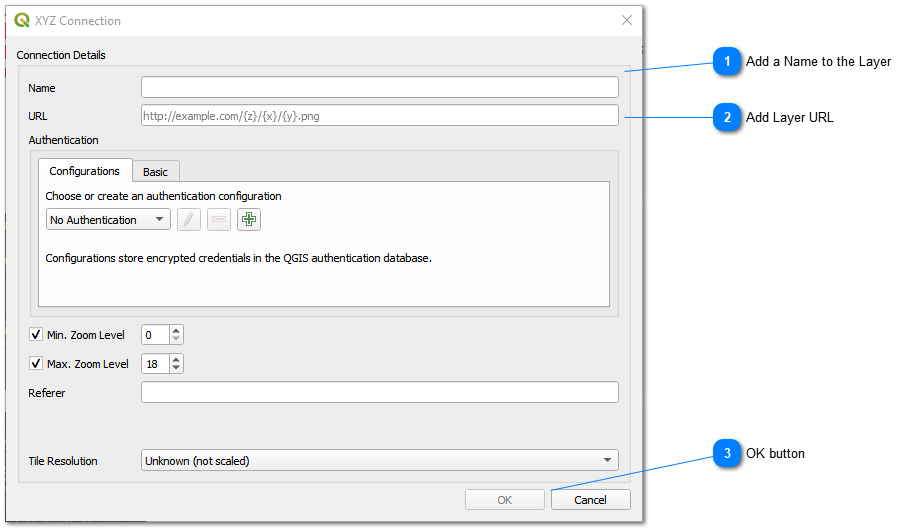 XYZ Connection
Connection Details
1 Add a Name to the Layer
Name
URL http://example.com/{z}/{x}/{y}.png
2 Add Layer URL
Authentication
Configurations Basic
Choose or create an authentication configuration
No Authentication
Configurations store encrypted credentials in the QGIS authentication database.
Min. Zoom Level 0
Max. Zoom Level 18
Referer
3 OK button
Tile Resolution Unknown (not scaled)
OK Cancel